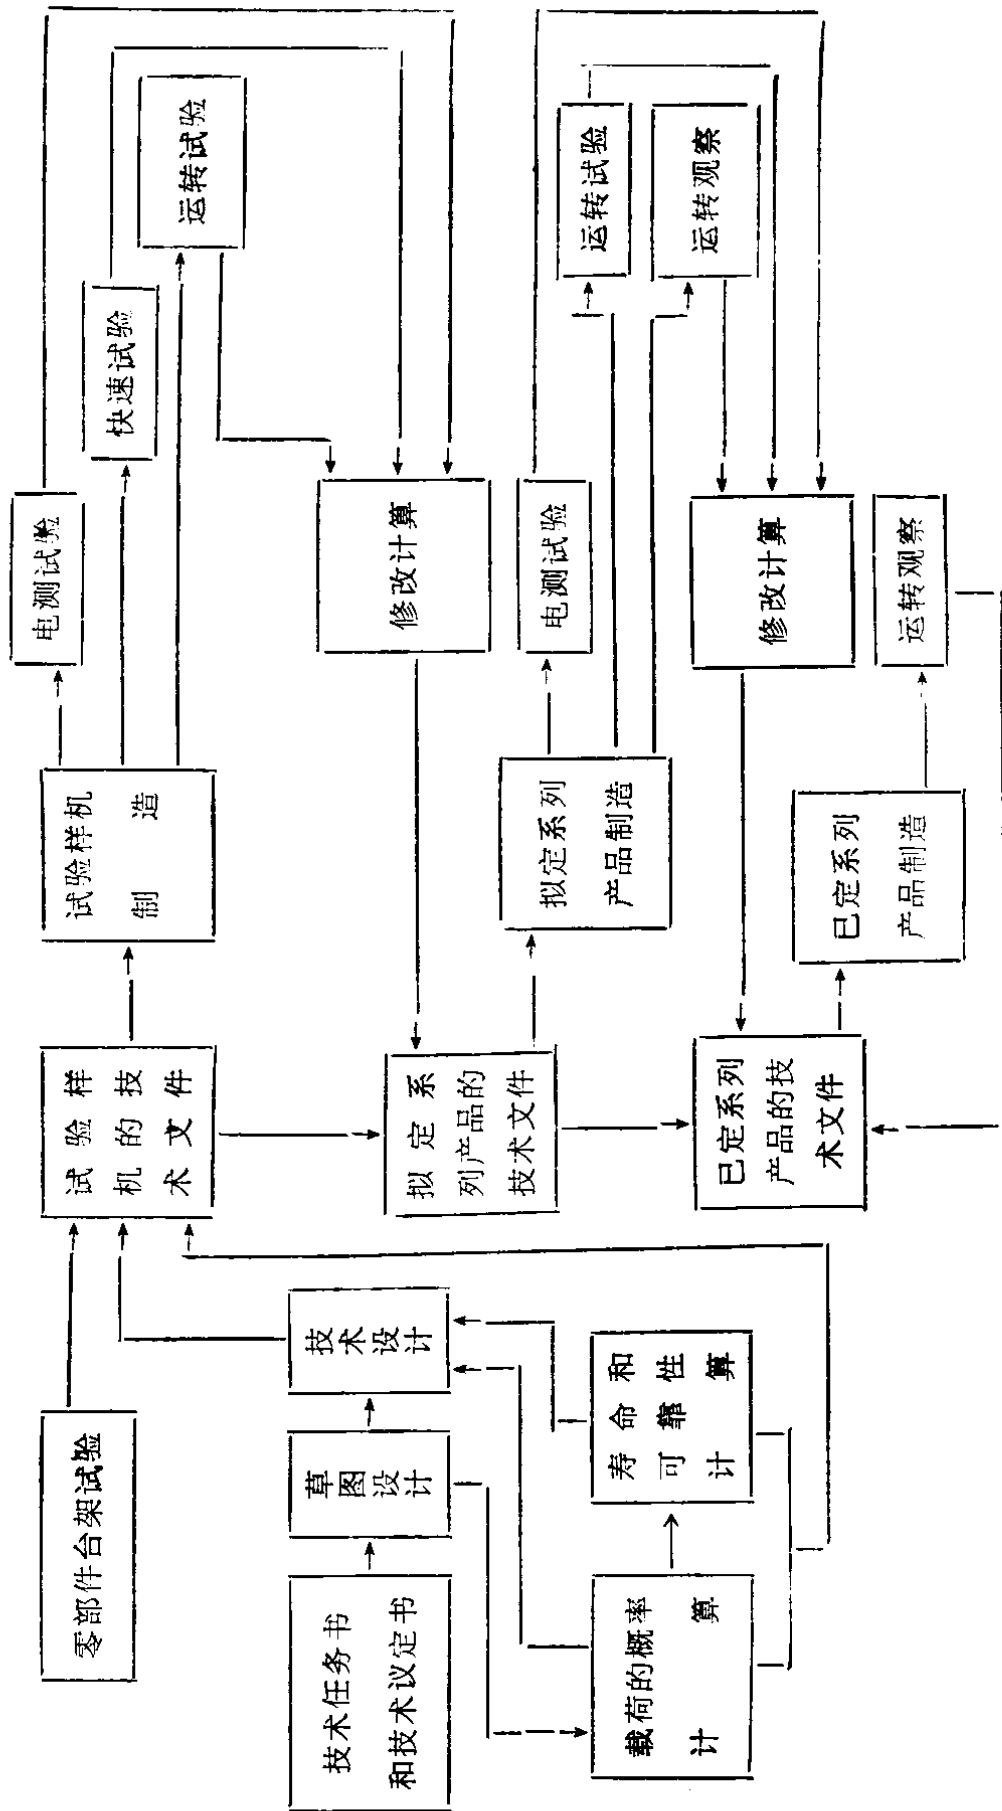 零部件台架试验
技术任务书
和技术议定书
草图
设计
技术
设计
载荷的概率
计算
寿命和
可靠性
计算
试验样
机的技
术文件
试验样机
制造
电测试验
快速试验
运转试验
修改计算
拟定系
列产品的
技术文件
拟定系列
产品制造
电测试验
运转试验
运转观察
修改计算
已定系列
产品的技
术文件
已定系列
产品制造
运转观察